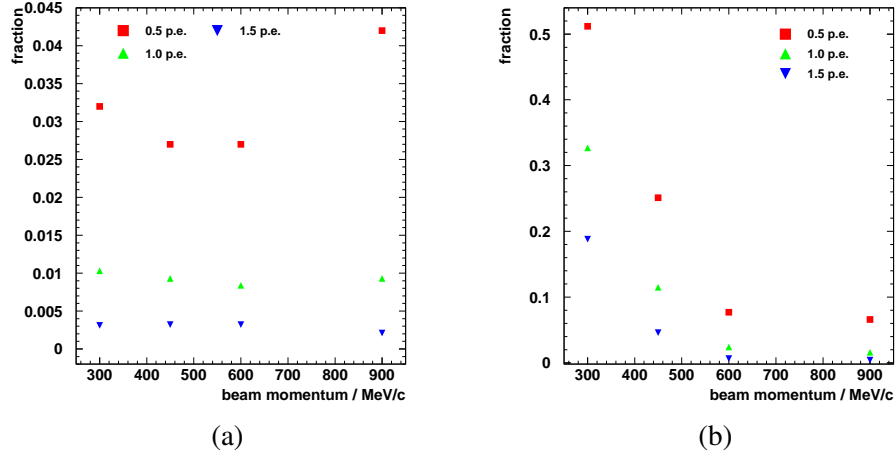 fraction
0.045
0.04
0.035
0.03
0.025
0.02
0.015
0.01
0.005
0
0.5 p.e.
1.5 p.e.
1.0 p.e.
300 400 500 600 700 800 900
beam momentum / MeV/c
(a)
fraction
0.5
0.4
0.3
0.2
0.1
0
0.5 p.e.
1.0 p.e.
1.5 p.e.
300 400 500 600 700 800 900
beam momentum / MeV/c
(b)